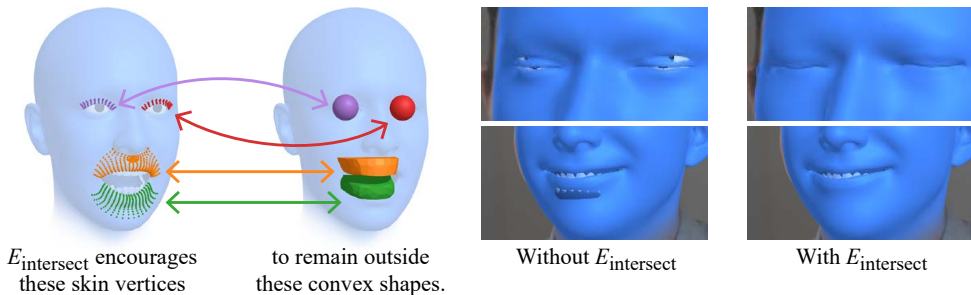 E_intersect encourages
these skin vertices
to remain outside
these convex shapes.
Without E_intersect
With E_intersect